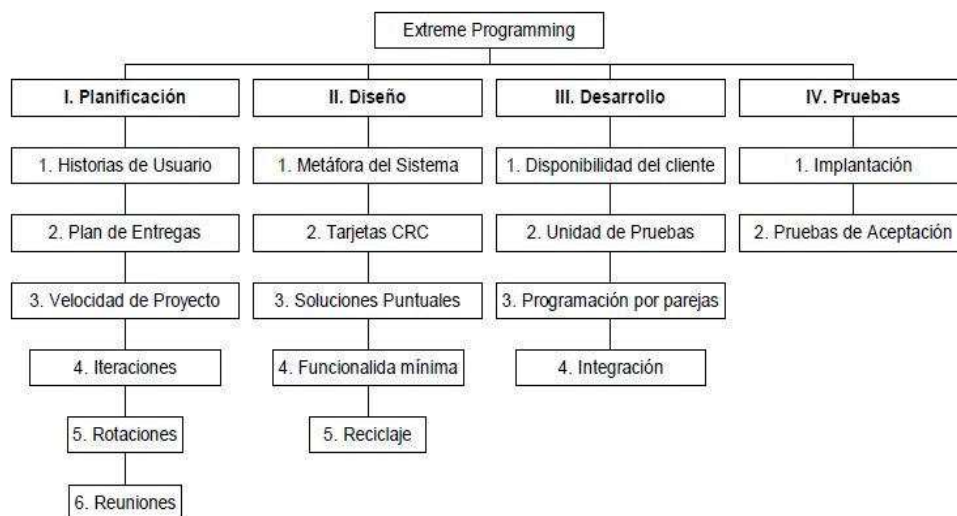 Extreme Programming
I. Planificación
1. Historias de Usuario
2. Plan de Entregas
3. Velocidad de Proyecto
4. Iteraciones
5. Rotaciones
6. Reuniones
II. Diseño
1. Metáfora del Sistema
2. Tarjetas CRC
3. Soluciones Puntuales
4. Funcionalida mínima
5. Reciclaje
III. Desarrollo
1. Disponibilidad del cliente
2. Unidad de Pruebas
3. Programación por parejas
4. Integración
IV. Pruebas
1. Implantación
2. Pruebas de Aceptación